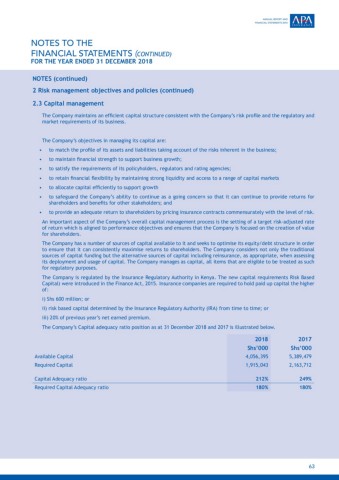 ANNUAL REPORT AND
FINANCIAL STATEMENTS 2018
APA
INSURANCE
NOTES TO THE
FINANCIAL STATEMENTS (CONTINUED)
FOR THE YEAR ENDED 31 DECEMBER 2018
NOTES (continued)
2 Risk management objectives and policies (continued)
2.3 Capital management
The Company maintains an efficient capital structure consistent with the Company's risk profile and the regulatory and
market requirements of its business.
The Company's objectives in managing its capital are:
• to match the profile of its assets and liabilities taking account of the risks inherent in the business;
• to maintain financial strength to support business growth;
• to satisfy the requirements of its policyholders, regulators and rating agencies;
• to retain financial flexibility by maintaining strong liquidity and access to a range of capital markets
• to allocate capital efficiently to support growth
• to safeguard the Company's ability to continue as a going concern so that it can continue to provide returns for
shareholders and benefits for other stakeholders; and
• to provide an adequate return to shareholders by pricing insurance contracts commensurately with the level of risk.
An important aspect of the Company's overall capital management process is the setting of a target risk adjusted rate
of return which is aligned to performance objectives and ensures that the Company is focused on the creation of value
for shareholders.
The Company has a number of sources of capital available to it and seeks to optimise its equity/debt structure in order
to ensure that it can consistently maximise returns to shareholders. The Company considers not only the traditional
sources of capital funding but the alternative sources of capital including reinsurance, as appropriate, when assessing
its deployment and usage of capital. The Company manages as capital, all items that are eligible to be treated as such
for regulatory purposes.
The Company is regulated by the Insurance Regulatory Authority in Kenya. The new capital requirements Risk Based
Capital) were introduced in the Finance Act, 2015. Insurance companies are required to hold paid up capital the higher
of:
i) Shs 600 million; or
ii) risk based capital determined by the Insurance Regulatory Authority (IRA) from time to time; or
iii) 20% of previous year's net earned premium.
The Company's Capital adequacy ratio position as at 31 December 2018 and 2017 is illustrated below.
2018 2017
Shs'000 Shs'000
Available Capital 4,056,395 5,389,479
Required Capital 1,915,043 2,163,712
Capital Adequacy ratio 212% 249%
Required Capital Adequacy ratio 180% 180%
63